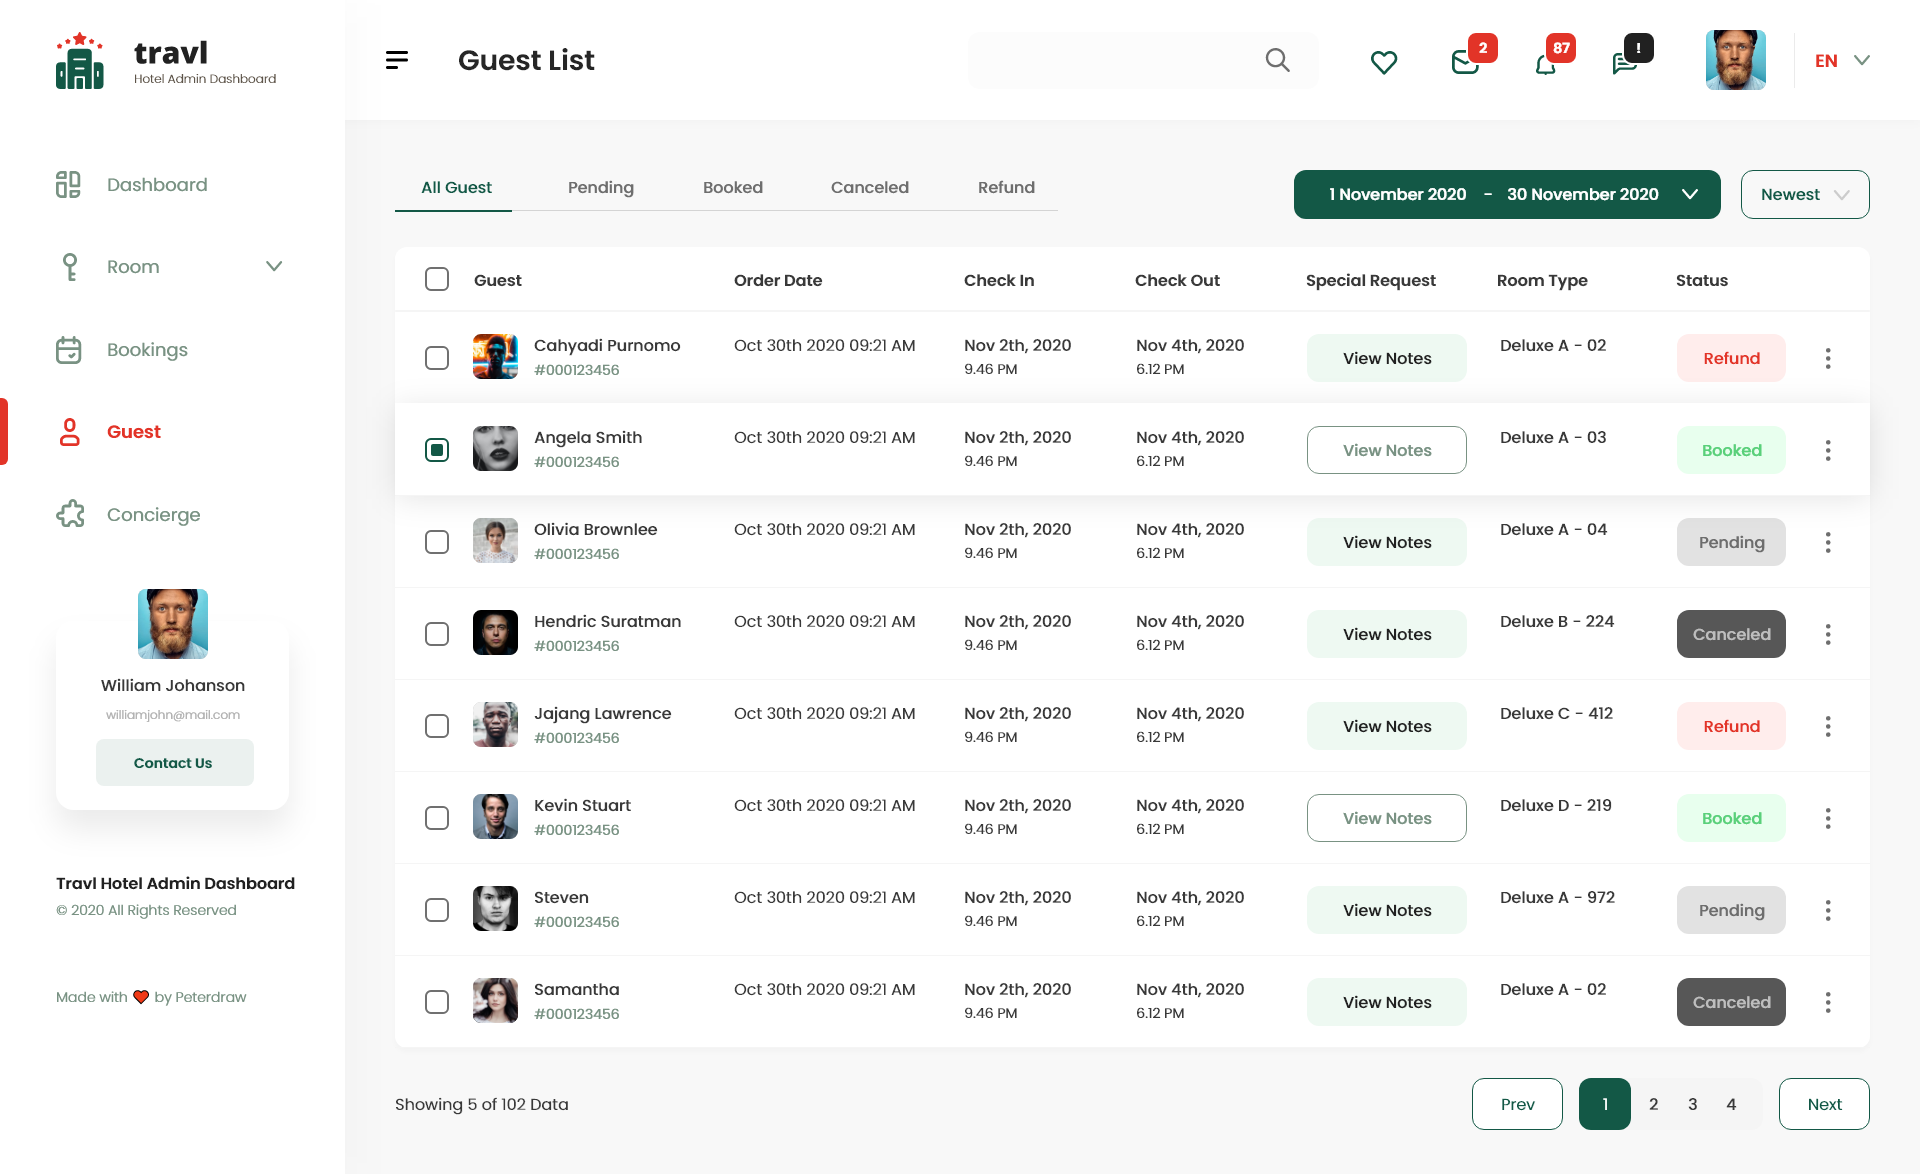 travl
Hotel Admin Dashboard
Guest List
2
87
!
EN
Dashboard
Room
Bookings
Guest
Concierge
William Johanson
williamjohn@mail.com
Contact Us
Travl Hotel Admin Dashboard
© 2020 All Rights Reserved
Made with ❤ by Peterdraw
All Guest Pending Booked Canceled Refund
1 November 2020 - 30 November 2020
Newest
Guest Order Date Check In Check Out Special Request Room Type Status
Cahyadi Purnomo Oct 30th 2020 09:21 AM Nov 2th, 2020 Nov 4th, 2020 View Notes Deluxe A - 02 Refund
#000123456 9.46 PM 6.12 PM
Angela Smith Oct 30th 2020 09:21 AM Nov 2th, 2020 Nov 4th, 2020 View Notes Deluxe A - 03 Booked
#000123456 9.46 PM 6.12 PM
Olivia Brownlee Oct 30th 2020 09:21 AM Nov 2th, 2020 Nov 4th, 2020 View Notes Deluxe A - 04 Pending
#000123456 9.46 PM 6.12 PM
Hendric Suratman Oct 30th 2020 09:21 AM Nov 2th, 2020 Nov 4th, 2020 View Notes Deluxe B - 224 Canceled
#000123456 9.46 PM 6.12 PM
Jajang Lawrence Oct 30th 2020 09:21 AM Nov 2th, 2020 Nov 4th, 2020 View Notes Deluxe C - 412 Refund
#000123456 9.46 PM 6.12 PM
Kevin Stuart Oct 30th 2020 09:21 AM Nov 2th, 2020 Nov 4th, 2020 View Notes Deluxe D - 219 Booked
#000123456 9.46 PM 6.12 PM
Steven Oct 30th 2020 09:21 AM Nov 2th, 2020 Nov 4th, 2020 View Notes Deluxe A - 972 Pending
#000123456 9.46 PM 6.12 PM
Samantha Oct 30th 2020 09:21 AM Nov 2th, 2020 Nov 4th, 2020 View Notes Deluxe A - 02 Canceled
#000123456 9.46 PM 6.12 PM
Showing 5 of 102 Data
Prev 1 2 3 4 Next